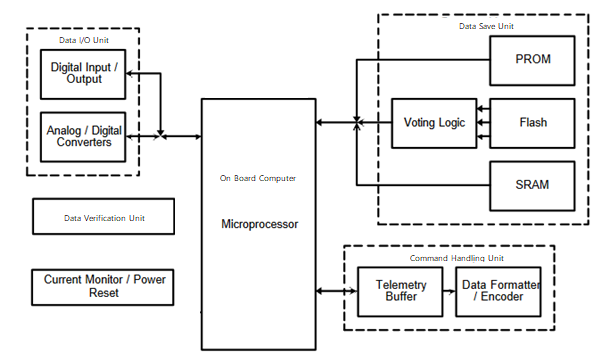 Data I/O Unit
Digital Input /
Output
Analog / Digital
Converters
Data Verification Unit
Current Monitor / Power
Reset
On Board Computer
Microprocessor
Data Save Unit
PROM
Voting Logic
Flash
SRAM
Command Handling Unit
Telemetry
Buffer
Data Formatter
/ Encoder